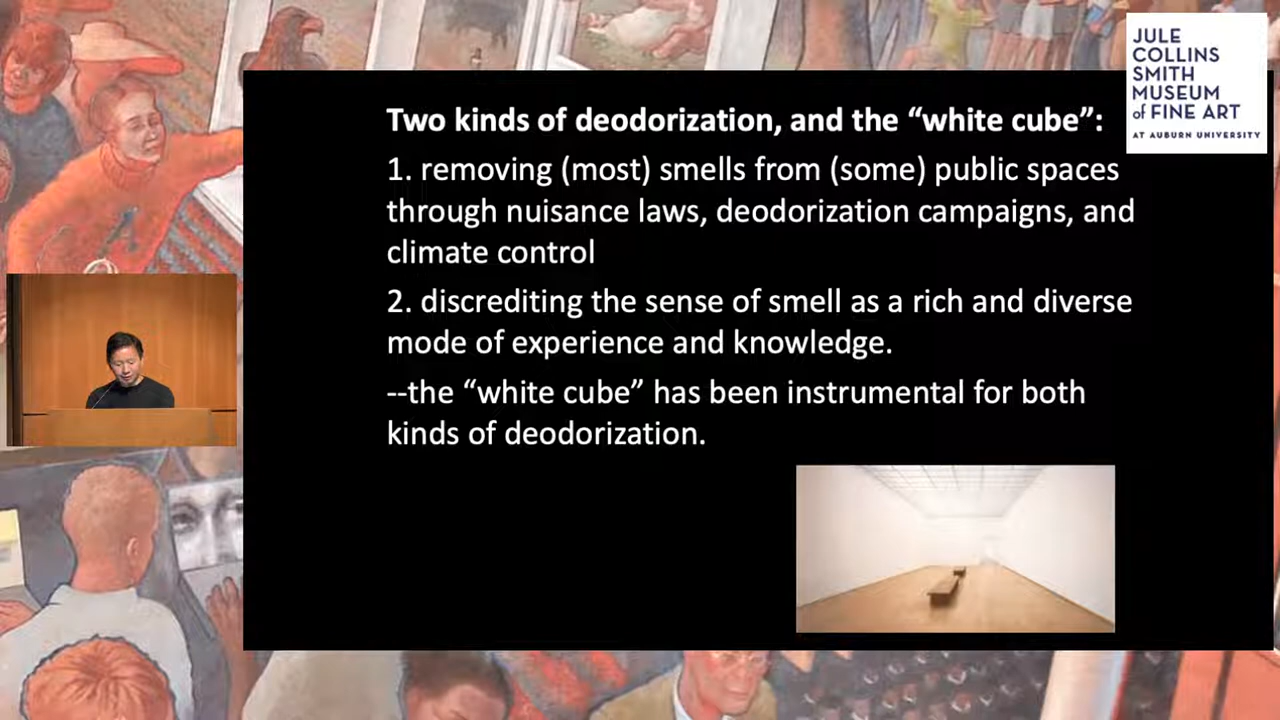 JULE
COLLINS
SMITH
MUSEUM
of FINE ART
AT AUBURN UNIVERSITY
Two kinds of deodorization, and the “white cube”:
1. removing (most) smells from (some) public spaces
through nuisance laws, deodorization campaigns, and
climate control
2. discrediting the sense of smell as a rich and diverse
mode of experience and knowledge.
--the “white cube” has been instrumental for both
kinds of deodorization.